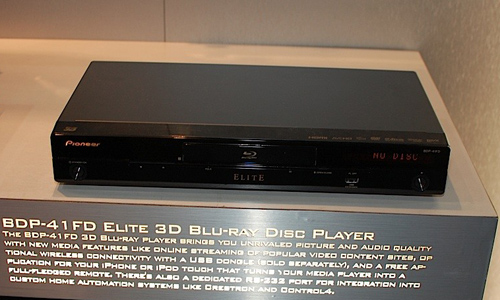 Pioneer
NO DISC
ELITE
BDP-41FD ELITE 3D BLU-RAY DISC PLAYER
THE BDP-41 FD 3D BLU-RAY PLAYER BRINGS YOU UNRIVALED PICTURE AND AUDIO QUALITY
WITH NEW MEDIA FEATURES LIKE ONLINE STREAMING OF POPULAR VIDEO CONTENT SITES, OP
TIONAL WIRELESS CONNECTIVITY WITH A USB DONGLE (SOLD SEPARATELY), AND A FREE AP-
PLICATION FOR YOUR IPHONE OR IPOD TOUCH THAT TURNS YOUR MEDIA PLAYER INTO A
FULL-FLEDGED REMOTE. THERE'S ALSO A DEDICATED RS-232 PORT FOR INTEGRATION INTO
CUSTOM HOME AUTOMATION SYSTEMS LIKE CRESTRON AND CONTROL4.